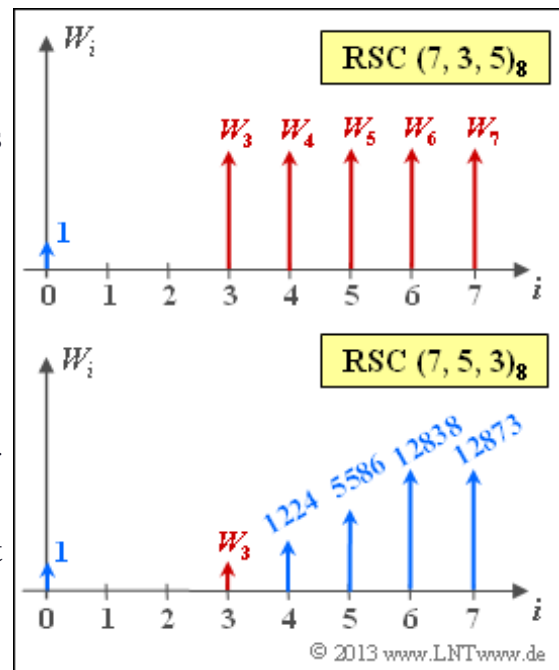 W_i
RSC (7, 3, 5)_8
W_3 W_4 W_5 W_6 W_7
1
0 1 2 3 4 5 6 7 i
W_i
RSC (7, 5, 3)_8
1224 5586 12838 12873
1
W_3
0 1 2 3 4 5 6 7 i
© 2013 www.LNTwww.de